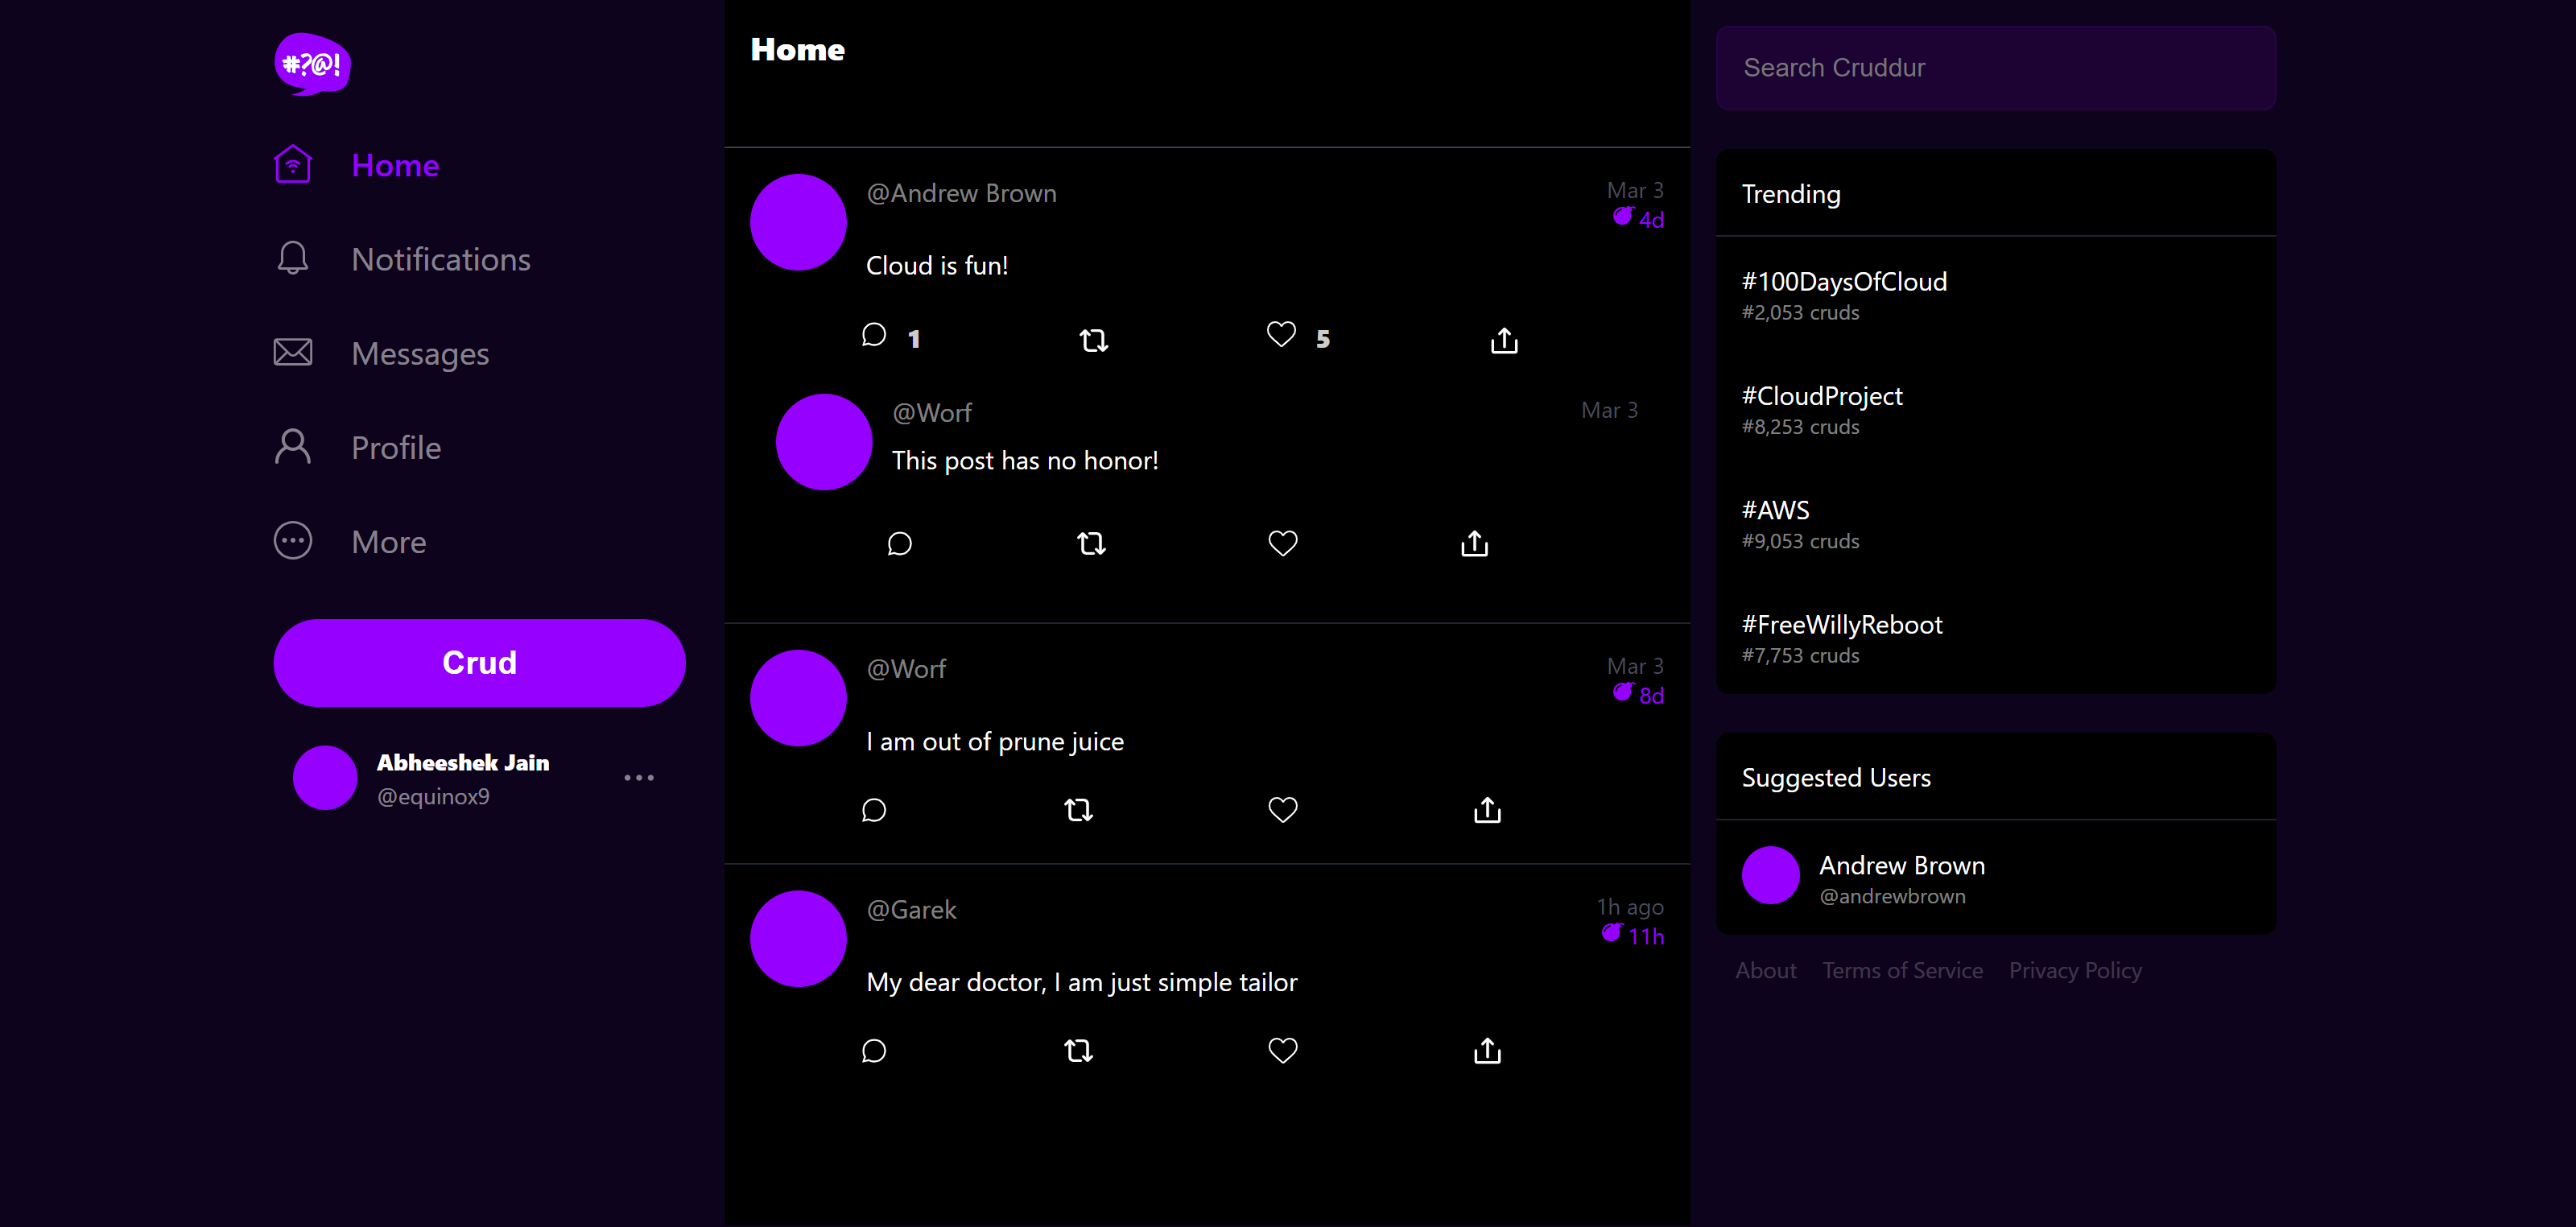 #?@!
Home
Notifications
Messages
Profile
More
Crud
Abheeshek Jain
@equinox9
Home
@Andrew Brown
Mar 3
4d
Cloud is fun!
1
5
@Worf
Mar 3
This post has no honor!
@Worf
Mar 3
8d
I am out of prune juice
@Garek
1h ago
11h
My dear doctor, I am just simple tailor
Search Cruddur
Trending
#100DaysOfCloud
#2,053 cruds
#CloudProject
#8,253 cruds
#AWS
#9,053 cruds
#FreeWillyReboot
#7,753 cruds
Suggested Users
Andrew Brown
@andrewbrown
About Terms of Service Privacy Policy